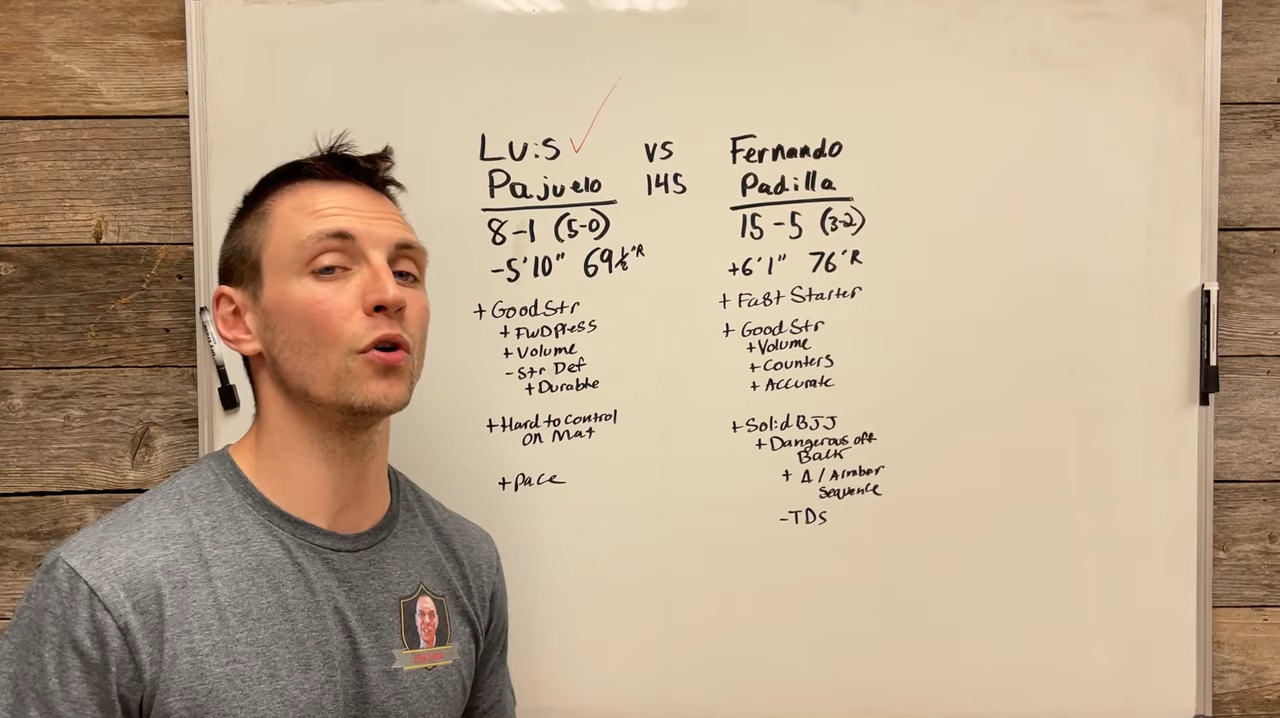 Luis ✓ vs Fernando
Pajuelo 145 Padilla
8-1 (5-0)
-5'10" 69½"R
+ Good Str
+ FWD Press
+ Volume
- Str Def
+ Durable
+ Hard to Control
on Mat
+ Pace
15-5 (3-2)
+6'1" 76"R
+ Fast Starter
+ Good Str
+ Volume
+ Counters
+ Accurate
+ Solid BJJ
+ Dangerous off
Back
+ Δ / Armbar
Sequence
- TDs